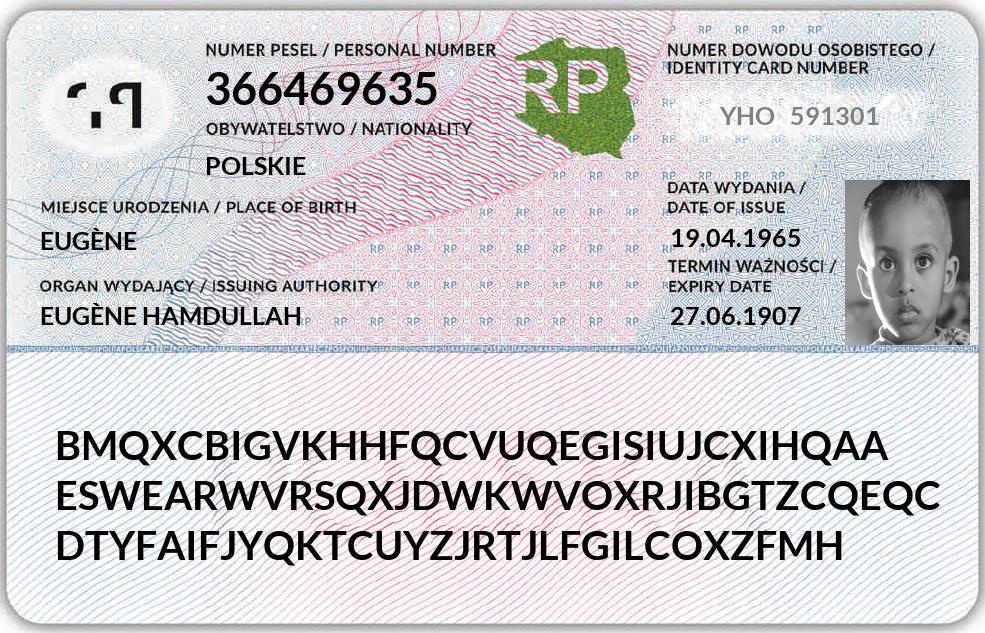 NUMER PESEL / PERSONAL NUMBER
366469635
OBYWATELSTWO / NATIONALITY
POLSKIE
MIEJSCE URODZENIA / PLACE OF BIRTH
EUGÈNE
ORGAN WYDAJĄCY / ISSUING AUTHORITY
EUGÈNE HAMDULLAH
RP
NUMER DOWODU OSOBISTEGO /
IDENTITY CARD NUMBER
YHO 591301
DATA WYDANIA /
DATE OF ISSUE
19.04.1965
TERMIN WAŻNOŚCI /
EXPIRY DATE
27.06.1907
BMQXCBIGVKHHFQCVUQEGISIUJCXIHQAA
ESWEARWVRSQXJDWKWVOXRJIBGTZCQEQC
DTYFAIFJYQKTCUYZJRTJLFGILCOXZFMH